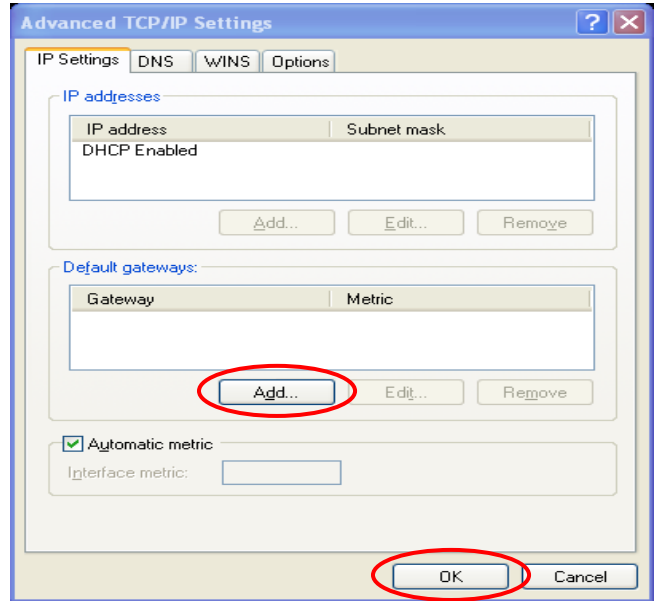 Advanced TCP/IP Settings
IP Settings DNS WINS Options
IP addresses
IP address Subnet mask
DHCP Enabled
Add... Edit... Remove
Default gateways:
Gateway Metric
Add... Edit... Remove
Automatic metric
Interface metric:
OK Cancel